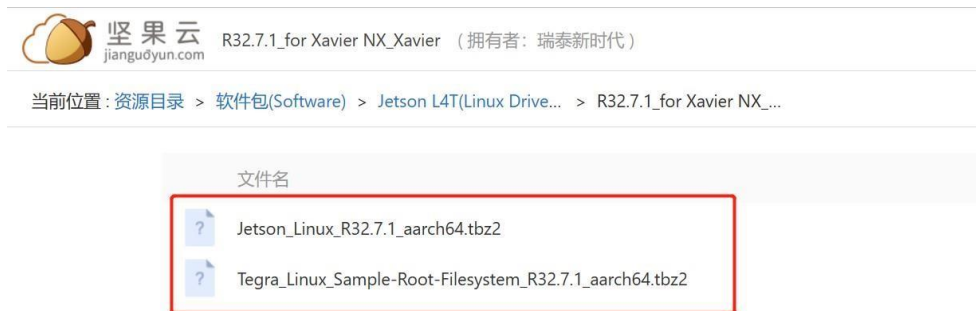 坚果云
jianguoyun.com
R32.7.1_for Xavier NX_Xavier （拥有者：瑞泰新时代）
当前位置 : 资源目录 > 软件包(Software) > Jetson L4T(Linux Drive... > R32.7.1_for Xavier NX_...
文件名
? Jetson_Linux_R32.7.1_aarch64.tbz2
? Tegra_Linux_Sample-Root-Filesystem_R32.7.1_aarch64.tbz2